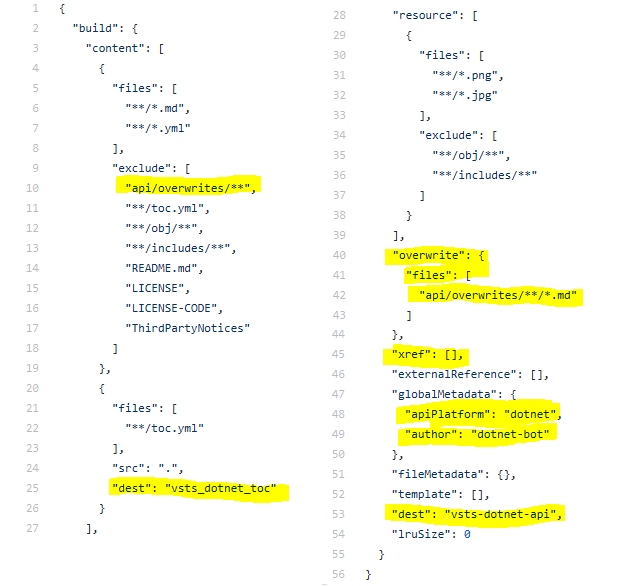 1 {
2 "build": {
3 "content": [
4 {
5 "files": [
6 "**/*.md",
7 "**/*.yml"
8 ],
9 "exclude": [
10 "api/overwrites/**",
11 "**/toc.yml",
12 "**/obj/**",
13 "**/includes/**",
14 "README.md",
15 "LICENSE",
16 "LICENSE-CODE",
17 "ThirdPartyNotices"
18 ]
19 },
20 {
21 "files": [
22 "**/toc.yml"
23 ],
24 "src": ".",
25 "dest": "vsts_dotnet_toc"
26 }
27 ],
28 "resource": [
29 {
30 "files": [
31 "**/*.png",
32 "**/*.jpg"
33 ],
34 "exclude": [
35 "**/obj/**",
36 "**/includes/**"
37 ]
38 }
39 ],
40 "overwrite": {
41 "files": [
42 "api/overwrites/**/*.md"
43 ]
44 },
45 "xref": [],
46 "externalReference": [],
47 "globalMetadata": {
48 "apiPlatform": "dotnet",
49 "author": "dotnet-bot"
50 },
51 "fileMetadata": {},
52 "template": [],
53 "dest": "vsts-dotnet-api",
54 "lruSize": 0
55 }
56 }